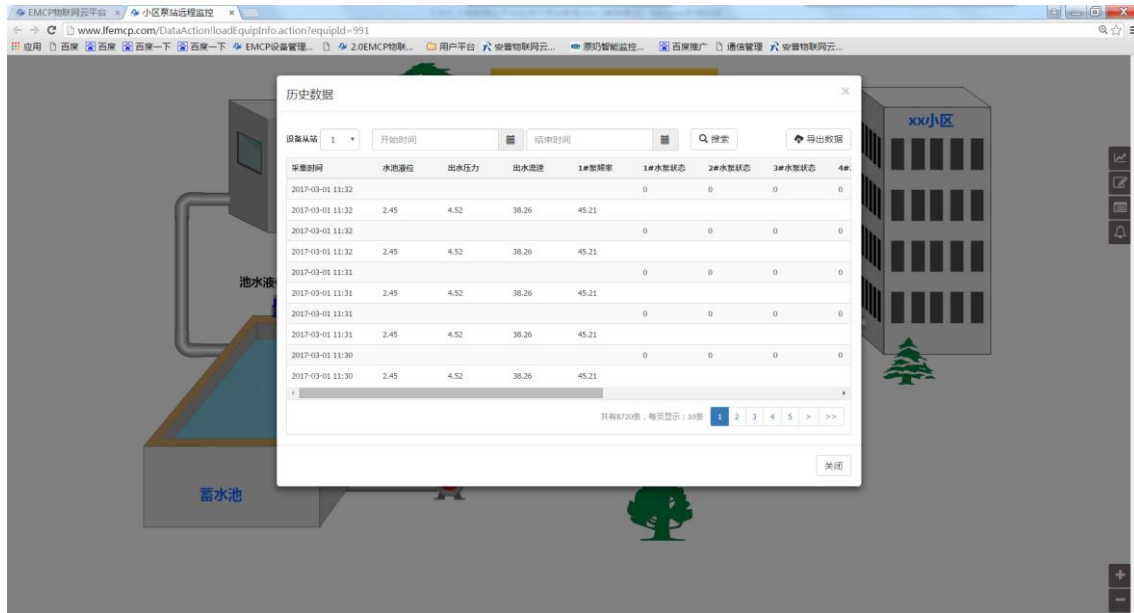 EMCP物联网云平台 × 小区泵站远程监控 ×
www.lfemcp.com/DataAction!loadEquipInfo.action?equipId=991
应用 百度 百度 百度一下 百度一下 EMCP设备管理... 2.0EMCP物联... 用户平台 安普物联网云... 原奶智能监控... 百度推广 通信管理 安普物联网云...
历史数据 ×
xx小区
设备从站 1 开始时间 结束时间 搜索 导出数据
采集时间 水池液位 出水压力 出水流速 1#泵频率 1#水泵状态 2#水泵状态 3#水泵状态 4#
2017-03-01 11:32 0 0 0 0
2017-03-01 11:32 2.45 4.52 38.26 45.21
2017-03-01 11:32 0 0 0 0
2017-03-01 11:32 2.45 4.52 38.26 45.21
2017-03-01 11:31 0 0 0 0
池水液
2017-03-01 11:31 2.45 4.52 38.26 45.21
2017-03-01 11:31 0 0 0 0
2017-03-01 11:31 2.45 4.52 38.26 45.21
2017-03-01 11:30 0 0 0 0
2017-03-01 11:30 2.45 4.52 38.26 45.21
共有8720条，每页显示：10条 1 2 3 4 5 > >>
关闭
蓄水池